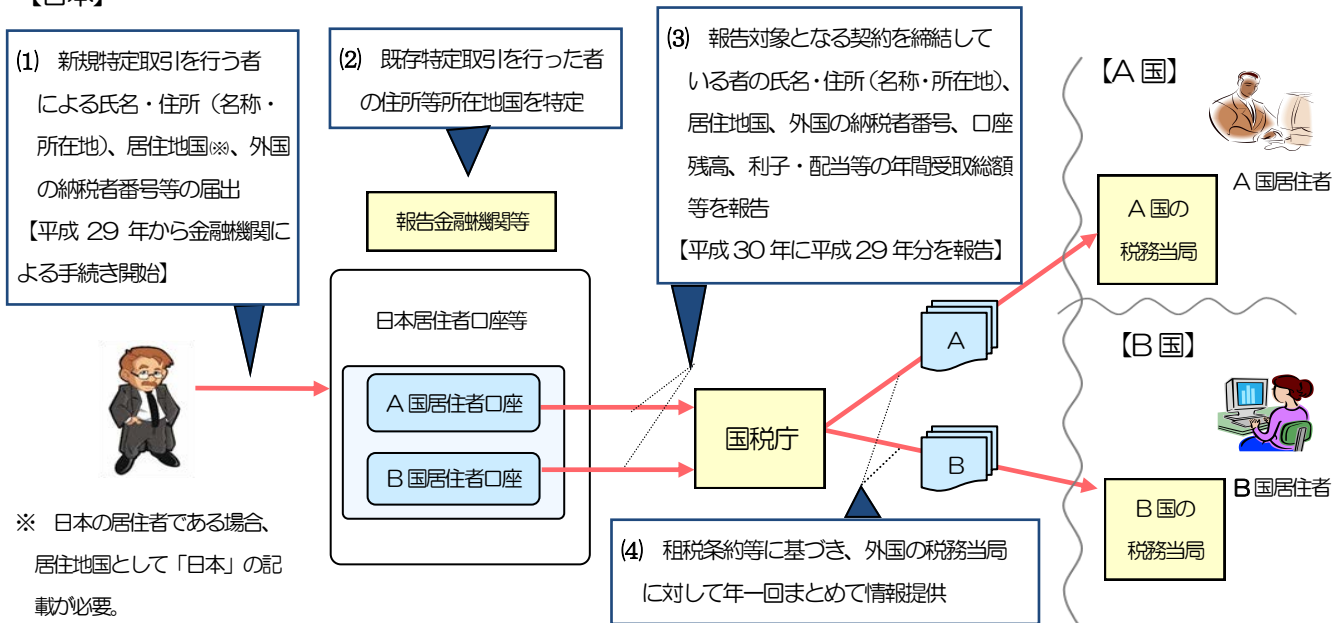 【日本】
(1) 新規特定取引を行う者
による氏名・住所（名称・
所在地）、居住地国(※)、外国
の納税者番号等の届出
【平成 29 年から金融機関に
よる手続き開始】
(2) 既存特定取引を行った者
の住所等所在地国を特定
(3) 報告対象となる契約を締結して
いる者の氏名・住所（名称・所在地）、
居住地国、外国の納税者番号、口座
残高、利子・配当等の年間受取総額
等を報告
【平成 30 年に平成 29 年分を報告】
報告金融機関等
日本居住者口座等
A 国居住者口座
B 国居住者口座
国税庁
A
B
【A 国】
A 国居住者
A 国の
税務当局
【B 国】
B 国居住者
B 国の
税務当局
(4) 租税条約等に基づき、外国の税務当局
に対して年一回まとめて情報提供
※ 日本の居住者である場合、
居住地国として「日本」の記
載が必要。